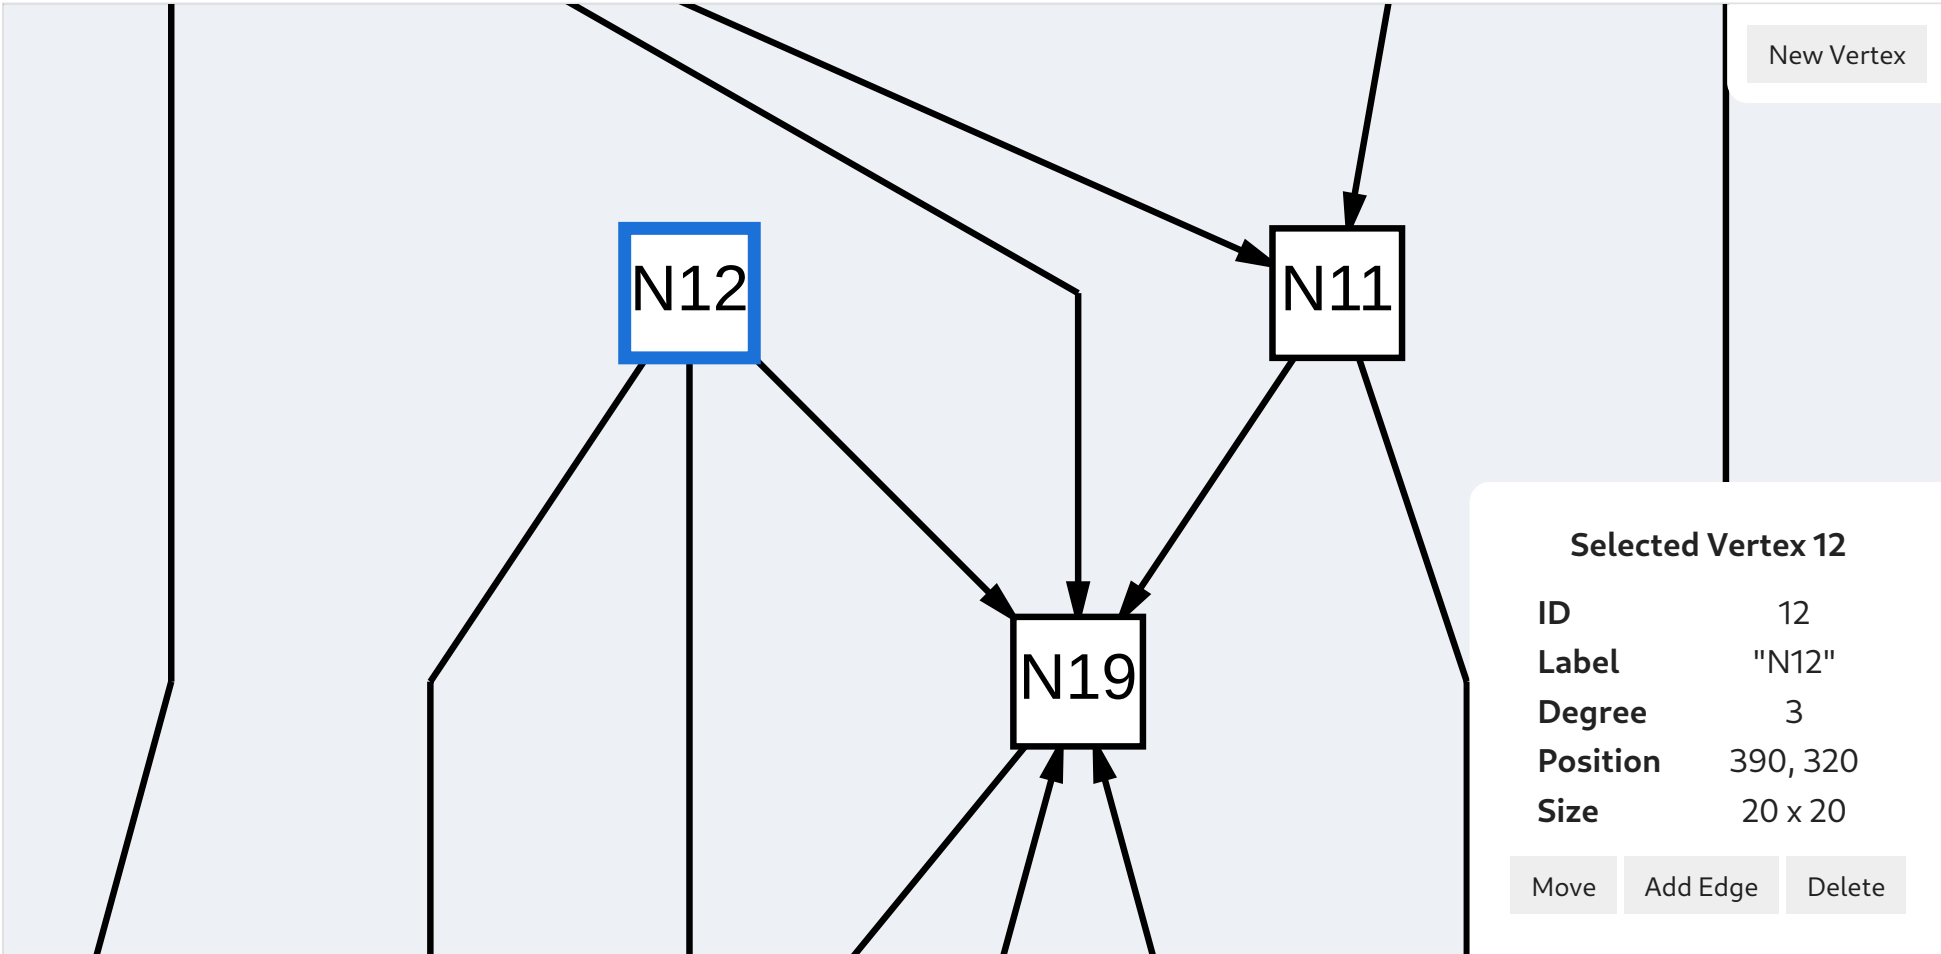 New Vertex
N12
N11
N19
Selected Vertex 12
ID 12
Label "N12"
Degree 3
Position 390, 320
Size 20 x 20
Move Add Edge Delete